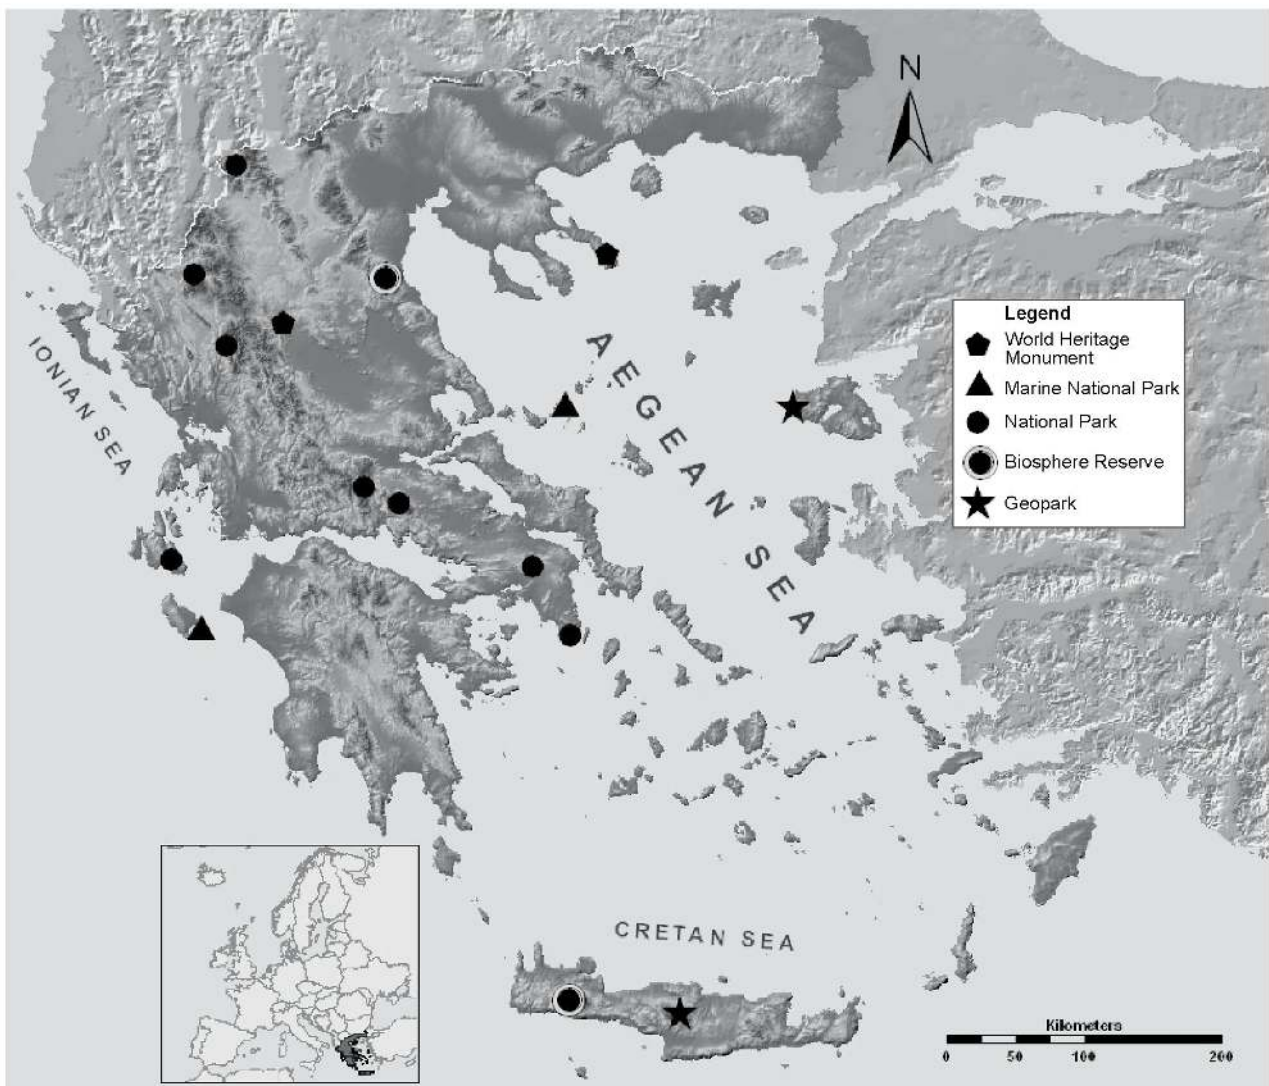 N
IONIAN SEA
AEGEAN SEA
Legend
World Heritage
Monument
Marine National Park
National Park
Biosphere Reserve
Geopark
CRETAN SEA
Kilometers
0 50 100 200